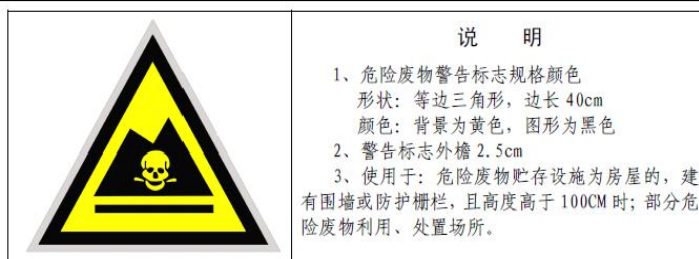 说 明
1、危险废物警告标志规格颜色
形状：等边三角形，边长 40cm
颜色：背景为黄色，图形为黑色
2、警告标志外檐 2.5cm
3、使用于：危险废物贮存设施为房屋的，建
有围墙或防护栅栏，且高度高于 100CM 时；部分危
险废物利用、处置场所。